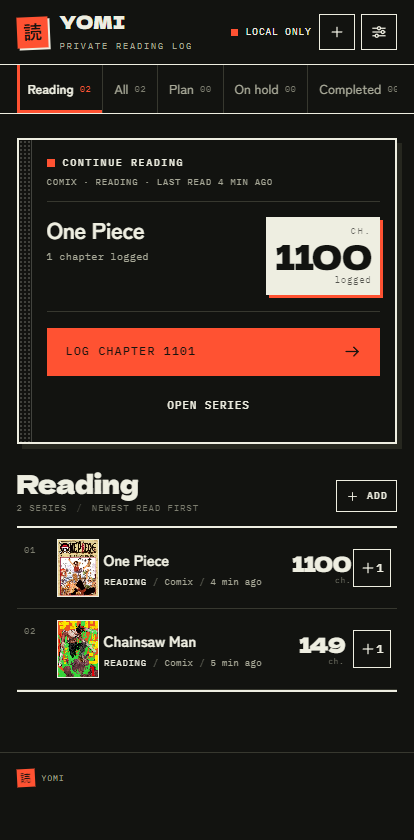 読 YOMI
PRIVATE READING LOG
LOCAL ONLY
Reading 02 All 02 Plan 00 On hold 00 Completed
CONTINUE READING
COMIX · READING · LAST READ 4 MIN AGO
One Piece
1 chapter logged
CH.
1100
logged
LOG CHAPTER 1101 →
OPEN SERIES
Reading
2 SERIES / NEWEST READ FIRST
+ ADD
01
One Piece
READING / Comix / 4 min ago
1100
ch.
+1
02
Chainsaw Man
READING / Comix / 5 min ago
149
ch.
+1
読 YOMI